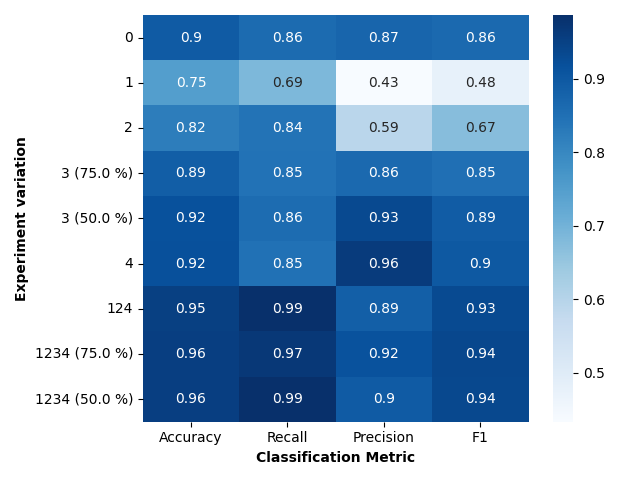 0 0.9 0.86 0.87 0.86
1 0.75 0.69 0.43 0.48
2 0.82 0.84 0.59 0.67
3 (75.0 %) 0.89 0.85 0.86 0.85
3 (50.0 %) 0.92 0.86 0.93 0.89
4 0.92 0.85 0.96 0.9
124 0.95 0.99 0.89 0.93
1234 (75.0 %) 0.96 0.97 0.92 0.94
1234 (50.0 %) 0.96 0.99 0.9 0.94
Accuracy Recall Precision F1
Classification Metric
Experiment variation
0.9
0.8
0.7
0.6
0.5